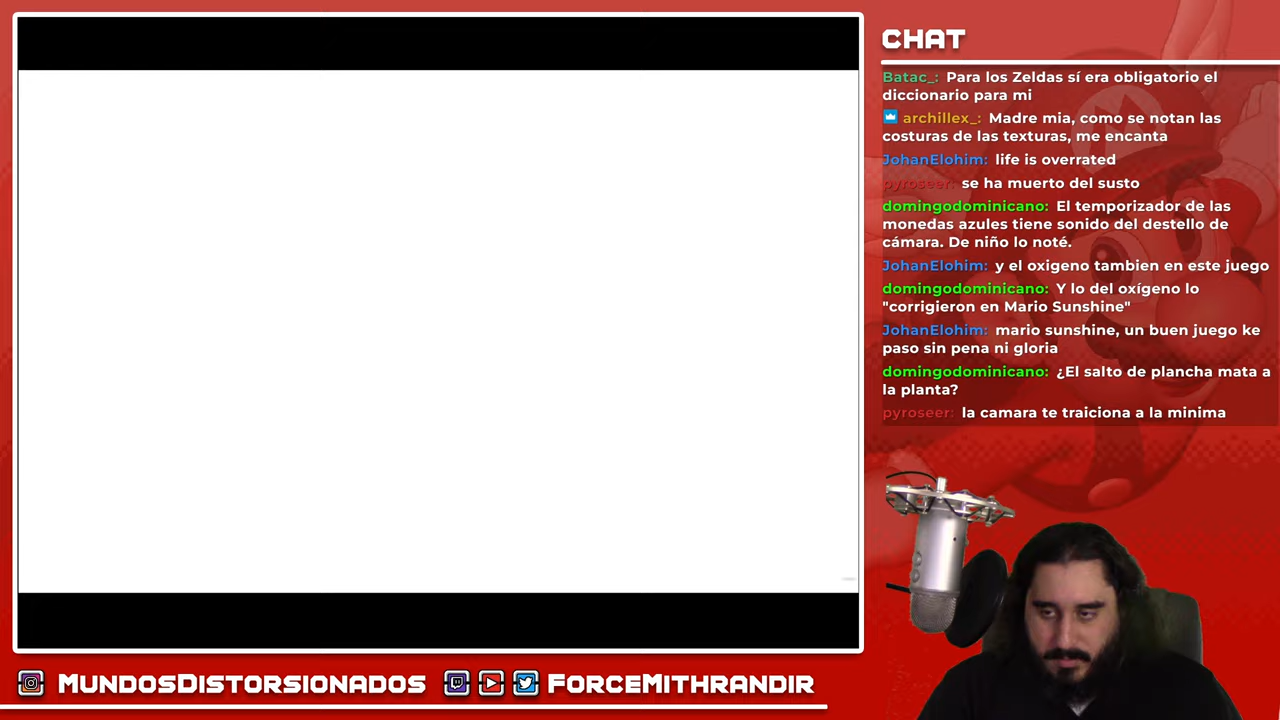 CHAT
Batac_: Para los Zeldas sí era obligatorio el
diccionario para mi
archillex_: Madre mia, como se notan las
costuras de las texturas, me encanta
JohanElohim: life is overrated
pyroseer: se ha muerto del susto
domingodominicano: El temporizador de las
monedas azules tiene sonido del destello de
cámara. De niño lo noté.
JohanElohim: y el oxigeno tambien en este juego
domingodominicano: Y lo del oxígeno lo
"corrigieron en Mario Sunshine"
JohanElohim: mario sunshine, un buen juego ke
paso sin pena ni gloria
domingodominicano: ¿El salto de plancha mata a
la planta?
pyroseer: la camara te traiciona a la minima
MUNDOSDISTORSIONADOS
FORCEMITHRANDIR